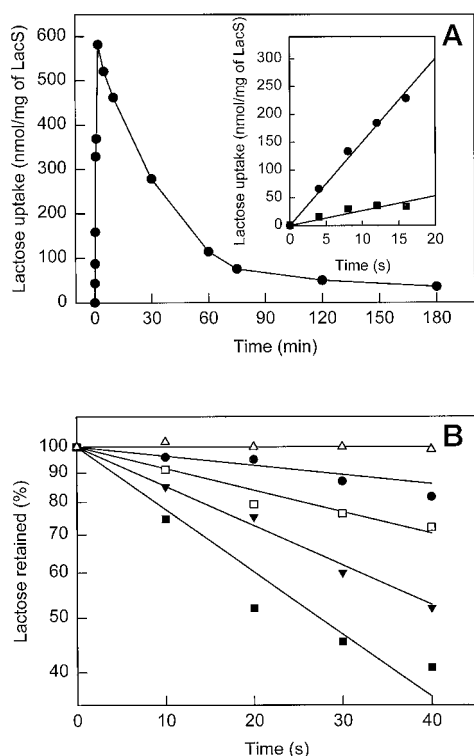 A
Lactose uptake (nmol/mg of LacS)
600
500
400
300
200
100
0
0 30 60 90 120 150 180
Time (min)
Lactose uptake (nmol/mg of LacS)
300
250
200
150
100
50
0
0 5 10 15 20
Time (s)
B
Lactose retained (%)
100
90
80
70
60
50
40
0 10 20 30 40
Time (s)